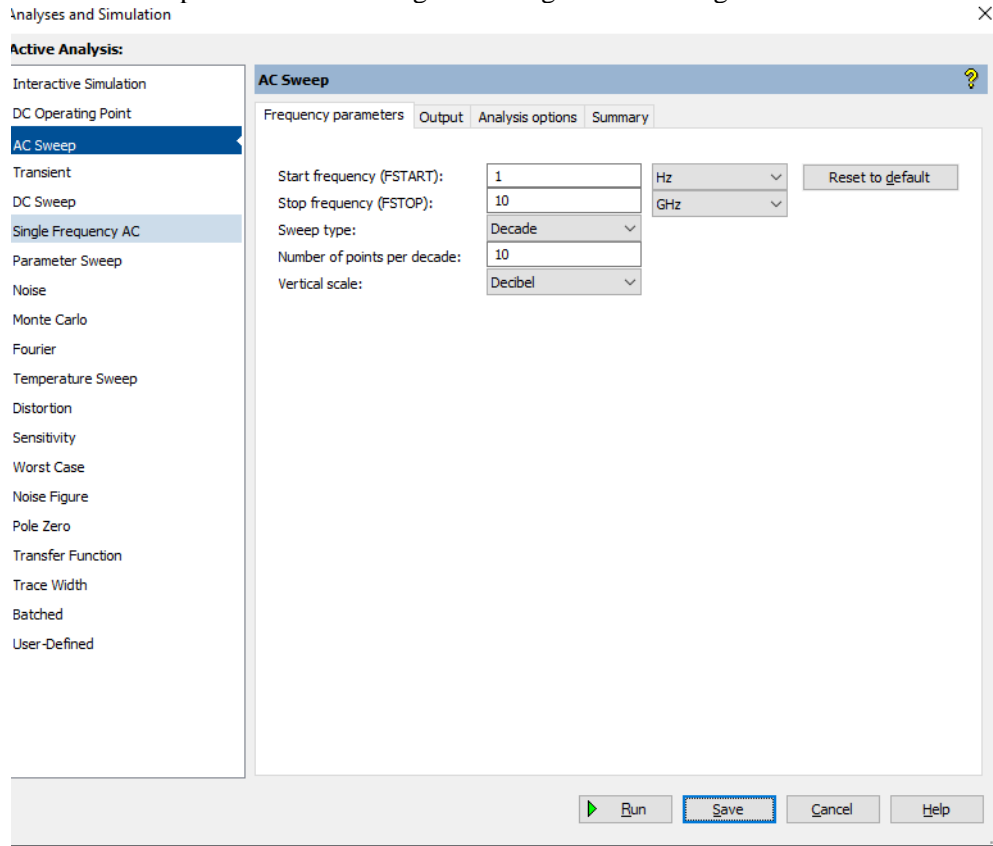 Analyses and Simulation
Active Analysis:
Interactive Simulation
DC Operating Point
AC Sweep
Transient
DC Sweep
Single Frequency AC
Parameter Sweep
Noise
Monte Carlo
Fourier
Temperature Sweep
Distortion
Sensitivity
Worst Case
Noise Figure
Pole Zero
Transfer Function
Trace Width
Batched
User-Defined
AC Sweep
Frequency parameters Output Analysis options Summary
Start frequency (FSTART): 1 Hz Reset to default
Stop frequency (FSTOP): 10 GHz
Sweep type: Decade
Number of points per decade: 10
Vertical scale: Decibel
Run Save Cancel Help